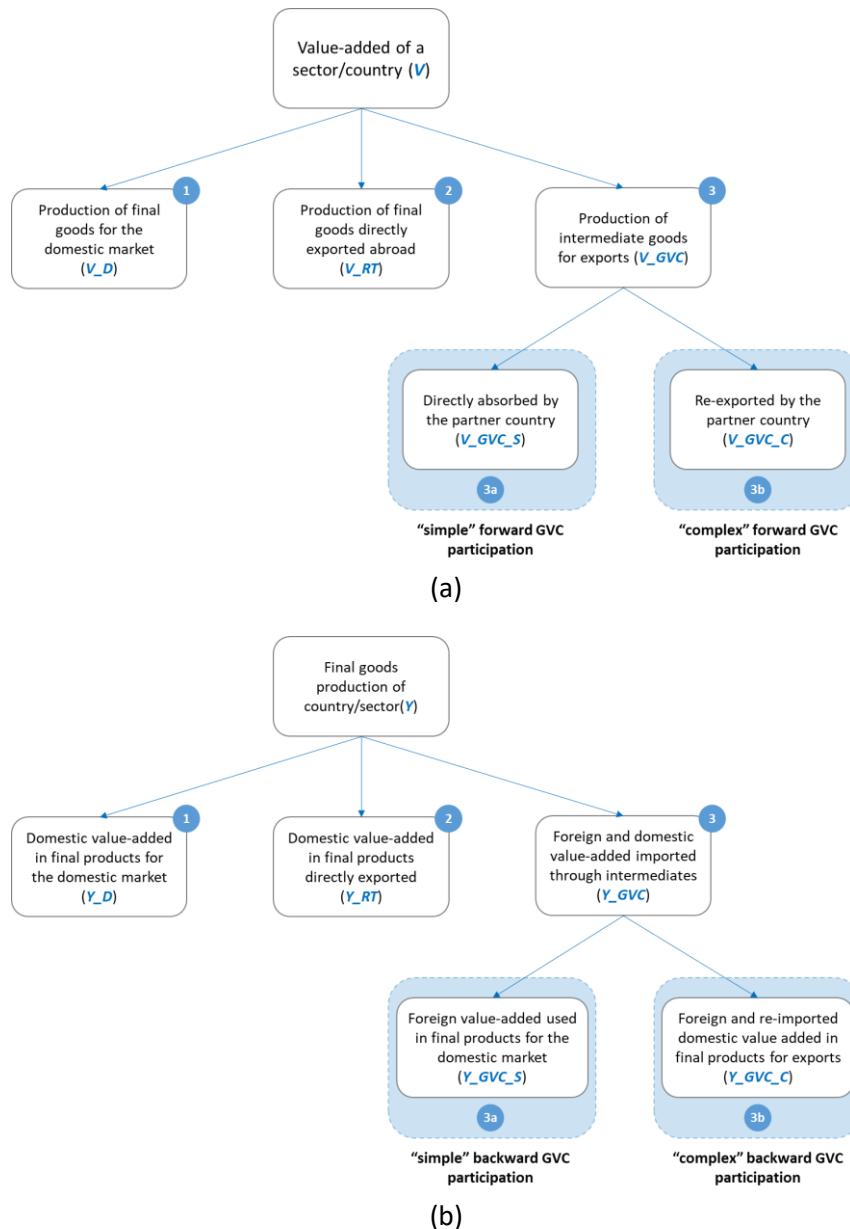 Value-added of a
sector/country (V)
1
2
3
Production of final
goods for the
domestic market
(V_D)
Production of final
goods directly
exported abroad
(V_RT)
Production of
intermediate goods
for exports (V_GVC)
Directly absorbed by
the partner country
(V_GVC_S)
3a
Re-exported by the
partner country
(V_GVC_C)
3b
“simple” forward GVC
participation
“complex” forward GVC
participation
(a)
Final goods
production of
country/sector(Y)
1
2
3
Domestic value-added
in final products for
the domestic market
(Y_D)
Domestic value-added
in final products
directly exported
(Y_RT)
Foreign and domestic
value-added imported
through intermediates
(Y_GVC)
Foreign value-added used
in final products for the
domestic market
(Y_GVC_S)
3a
Foreign and re-imported
domestic value added in
final products for exports
(Y_GVC_C)
3b
“simple” backward GVC
participation
“complex” backward GVC
participation
(b)